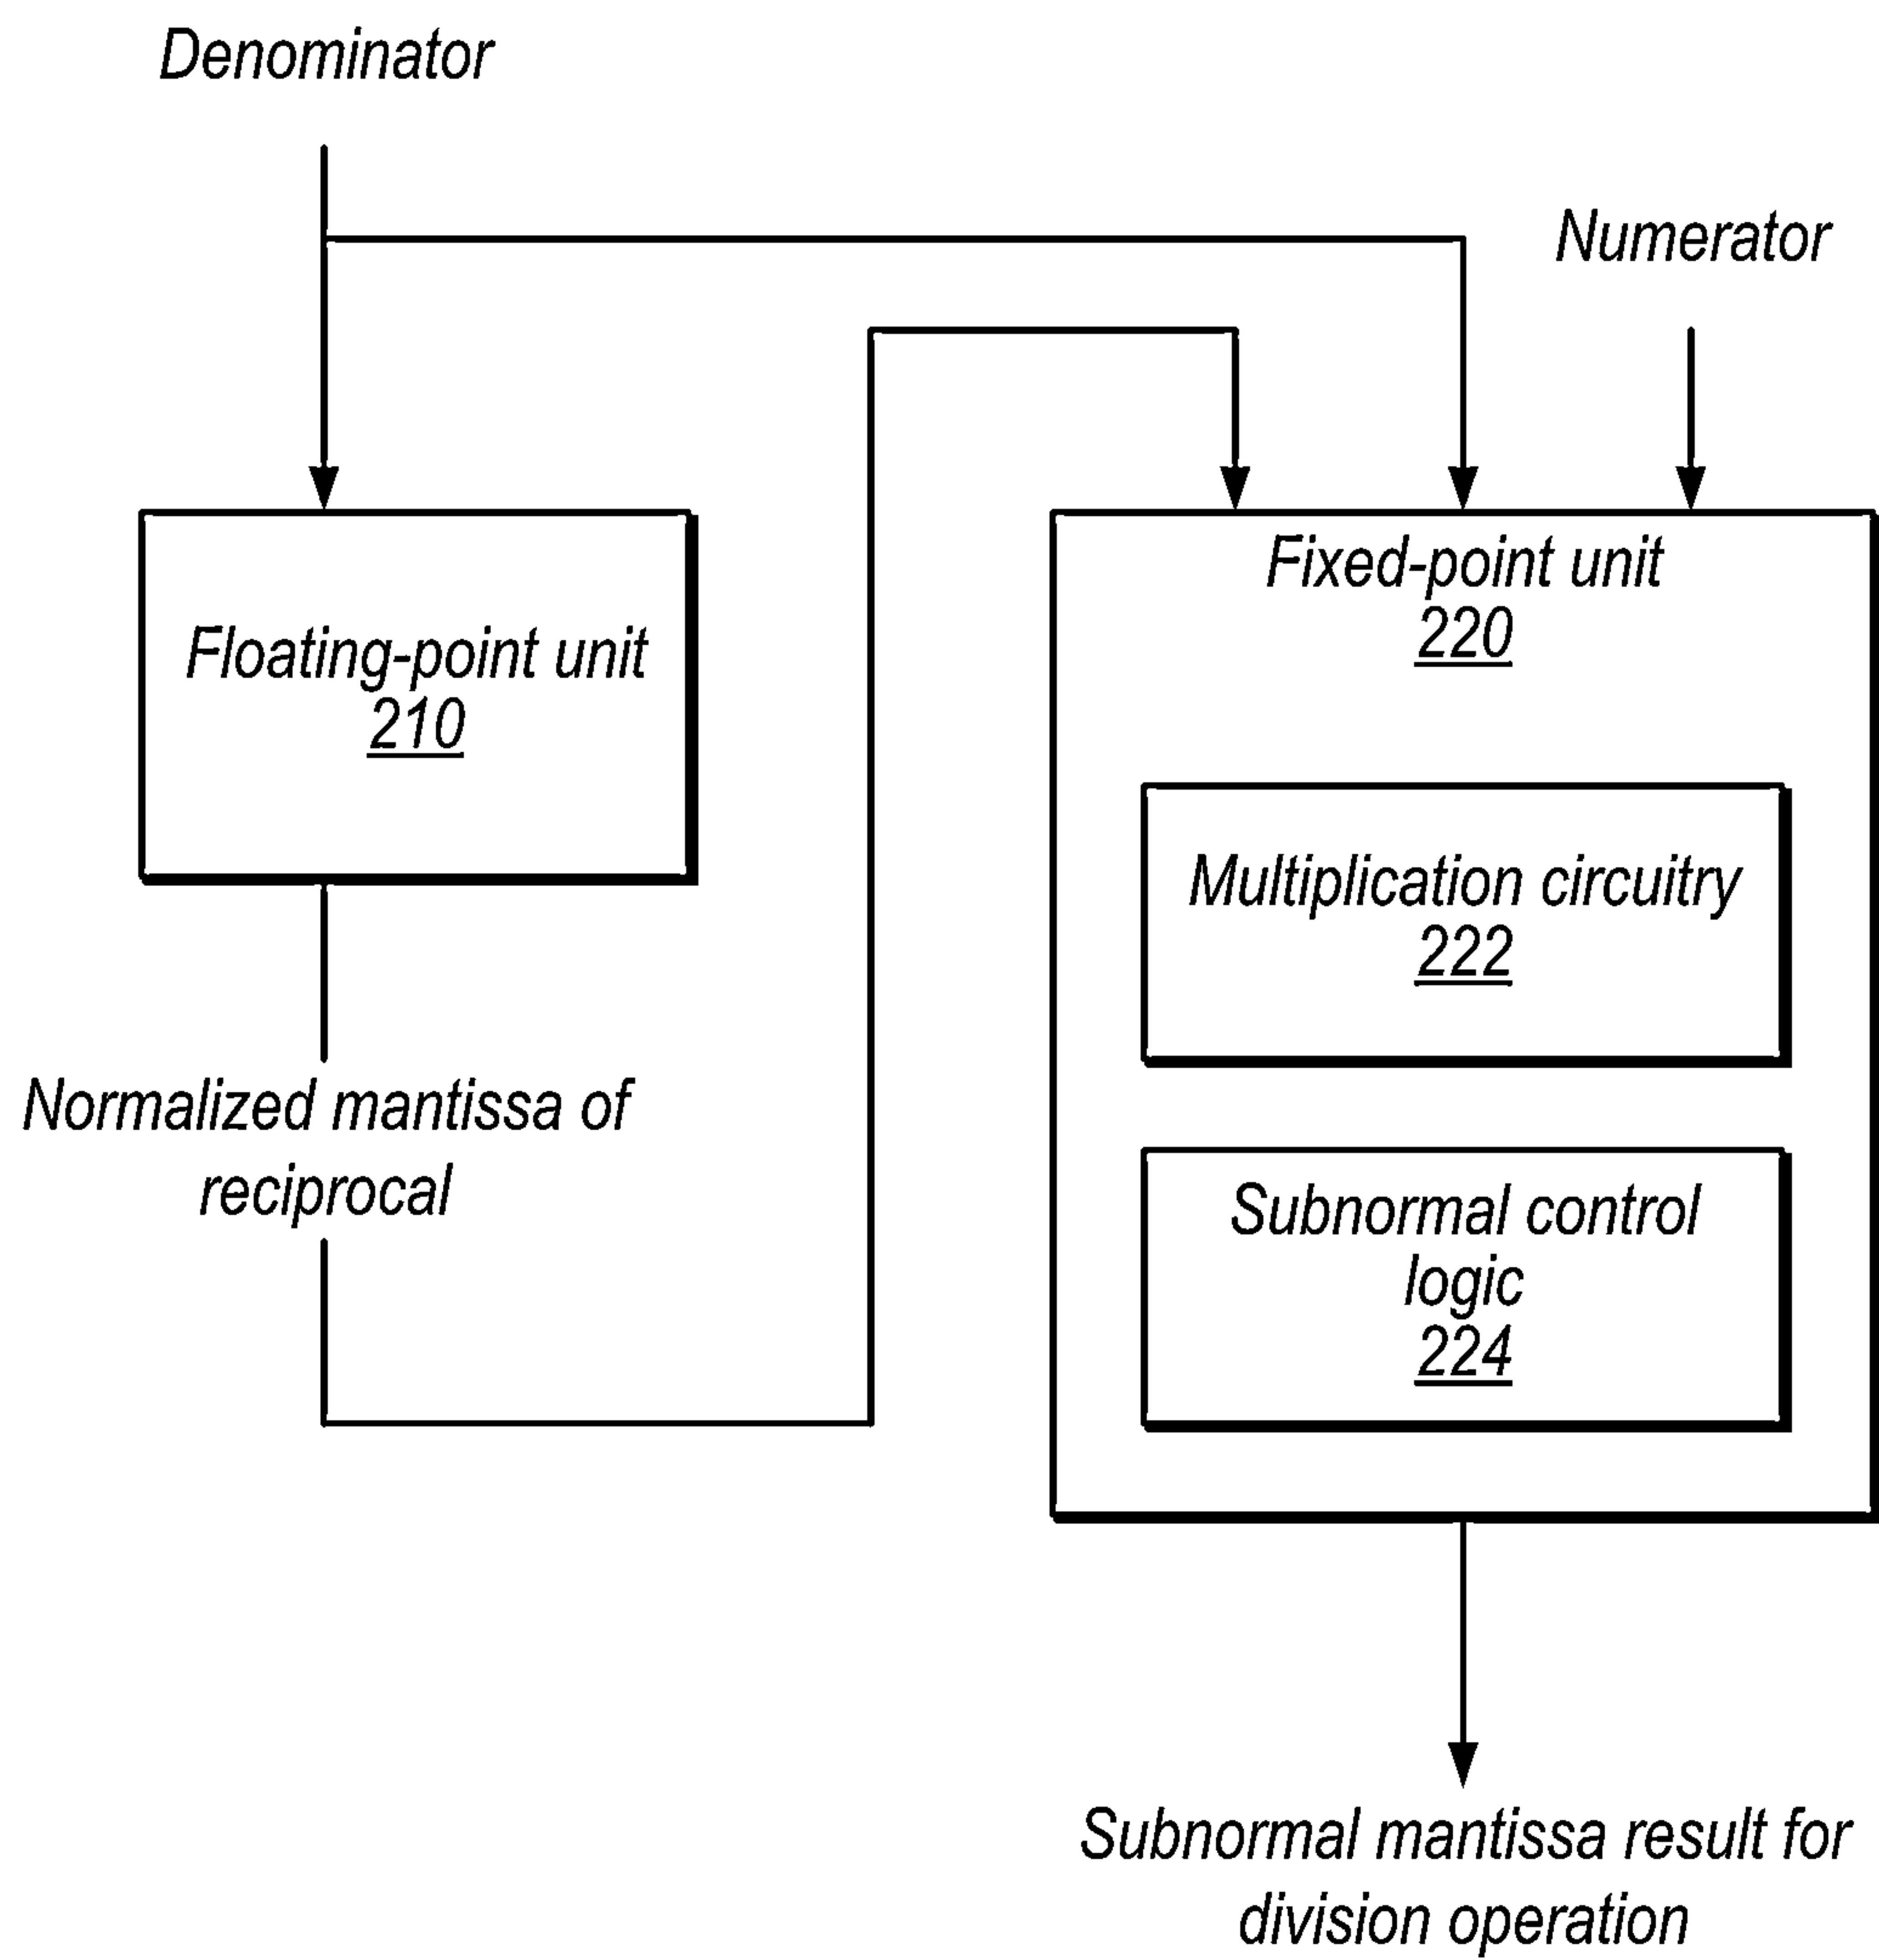 Denominator
Numerator
Floating-point unit
210
Fixed-point unit
220
Multiplication circuitry
222
Subnormal control
logic
224
Normalized mantissa of
reciprocal
Subnormal mantissa result for
division operation